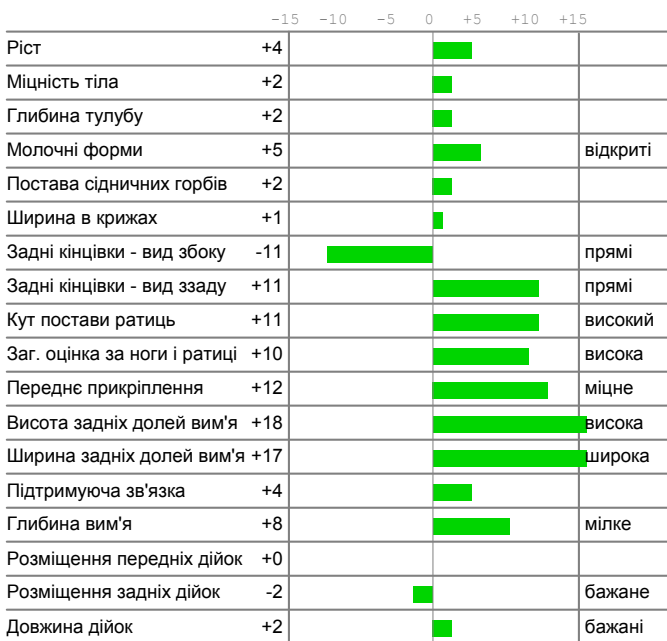 -15 -10 -5 0 +5 +10 +15
Ріст +4
Міцність тіла +2
Глибина тулубу +2
Молочні форми +5 відкриті
Постава сідничних горбів +2
Ширина в крижах +1
Задні кінцівки - вид збоку -11 прямі
Задні кінцівки - вид ззаду +11 прямі
Кут постави ратиць +11 високий
Заг. оцінка за ноги і ратиці +10 висока
Переднє прикріплення +12 міцне
Висота задніх долей вим'я +18 висока
Ширина задніх долей вим'я +17 широка
Підтримуюча зв'язка +4
Глибина вим'я +8 мілке
Розміщення передніх дійок +0
Розміщення задніх дійок -2 бажане
Довжина дійок +2 бажані